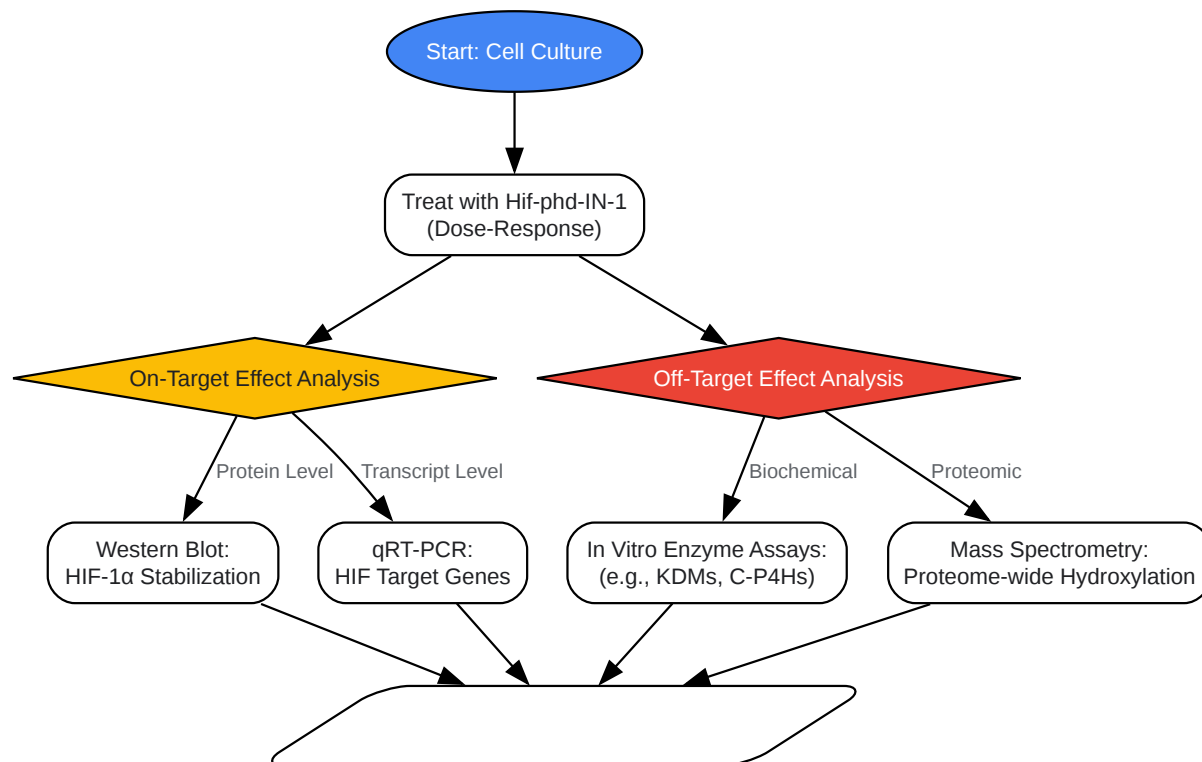 Start: Cell Culture
Treat with Hif-phd-IN-1
(Dose-Response)
On-Target Effect Analysis
Off-Target Effect Analysis
Protein Level
Transcript Level
Biochemical
Proteomic
Western Blot:
HIF-1α Stabilization
qRT-PCR:
HIF Target Genes
In Vitro Enzyme Assays:
(e.g., KDMs, C-P4Hs)
Mass Spectrometry:
Proteome-wide Hydroxylation